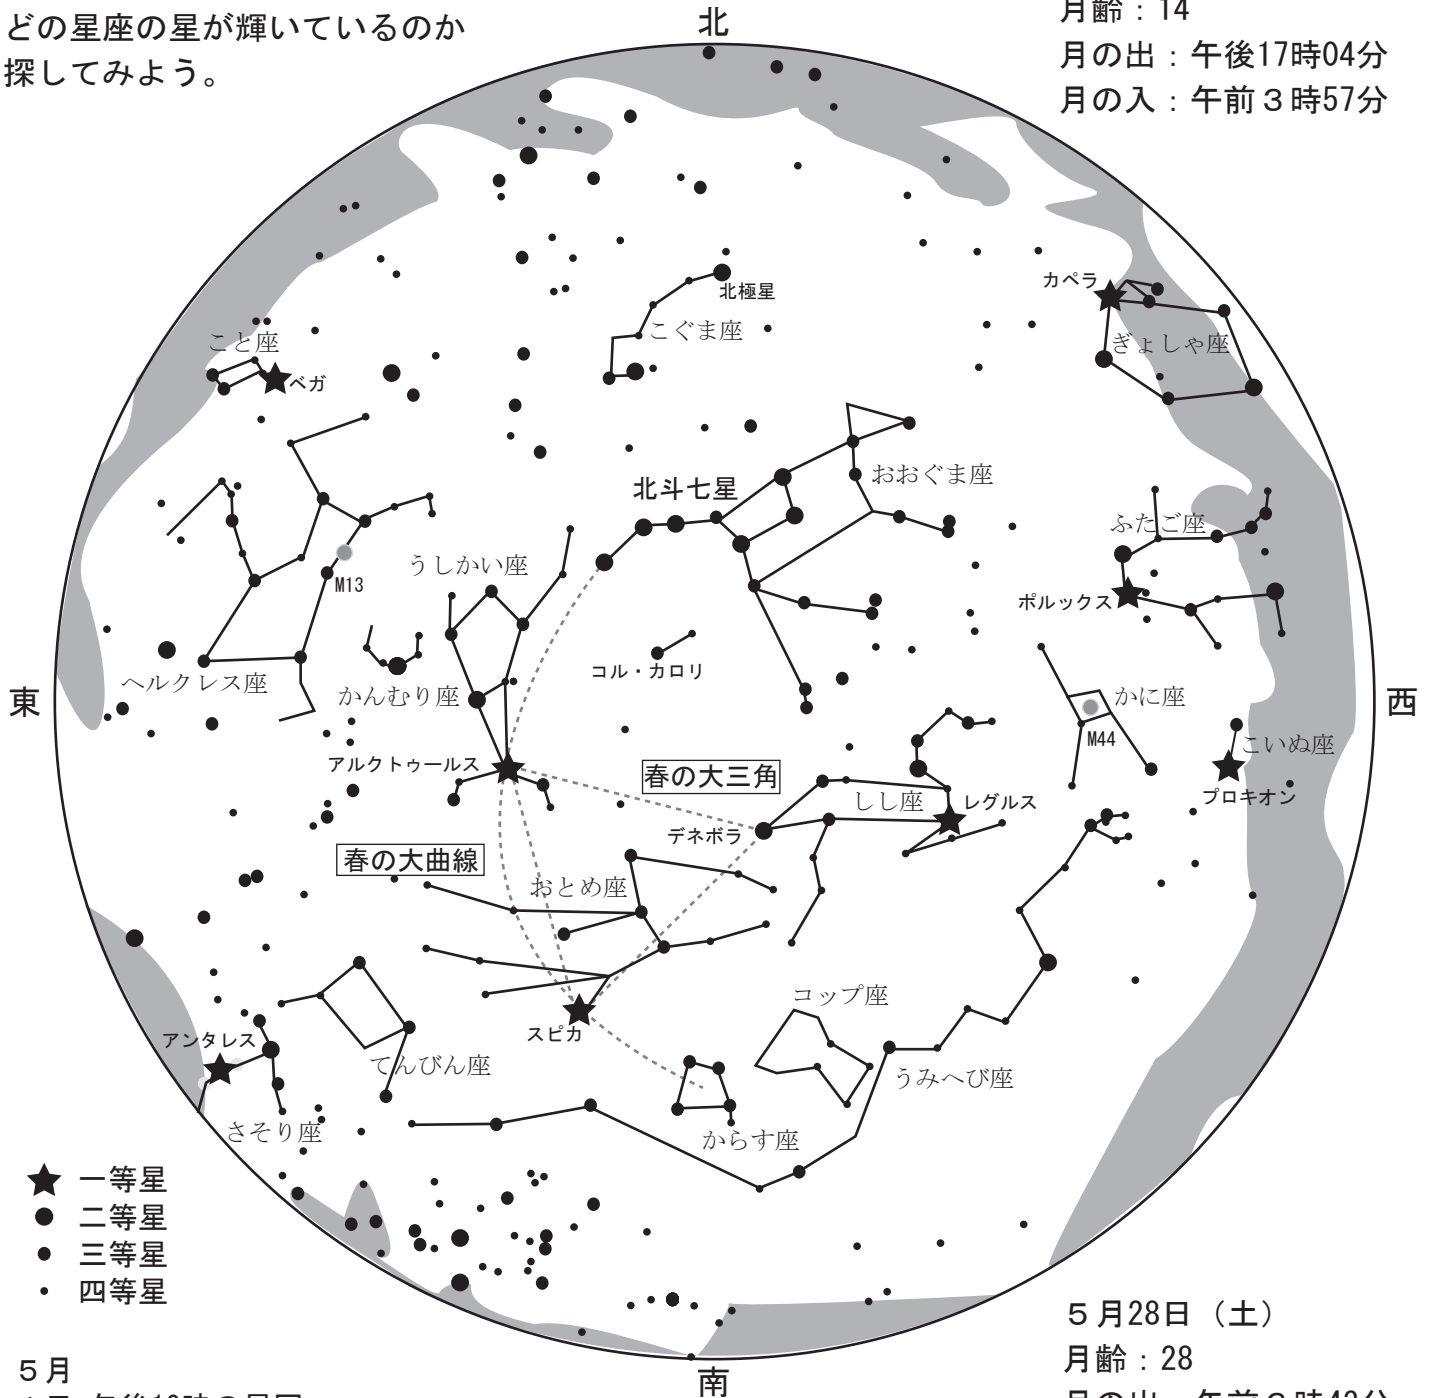 どの星座の星が輝いているのか
探してみよう。
月齢：14
月の出：午後17時04分
月の入：午前３時57分
北
カペラ
北極星
こぐま座
ぎょしゃ座
こと座
ベガ
おおぐま座
北斗七星
ふたご座
うしかい座
M13
ポルックス
コル・カロリ
ヘルクレス座
かんむり座
かに座
東
西
M44
こいぬ座
アルクトゥールス
春の大三角
プロキオン
しし座
レグルス
デネボラ
春の大曲線
おとめ座
コップ座
スピカ
アンタレス
てんびん座
うみへび座
さそり座
からす座
一等星
二等星
三等星
四等星
５月28日（土）
５月
月齢：28
南